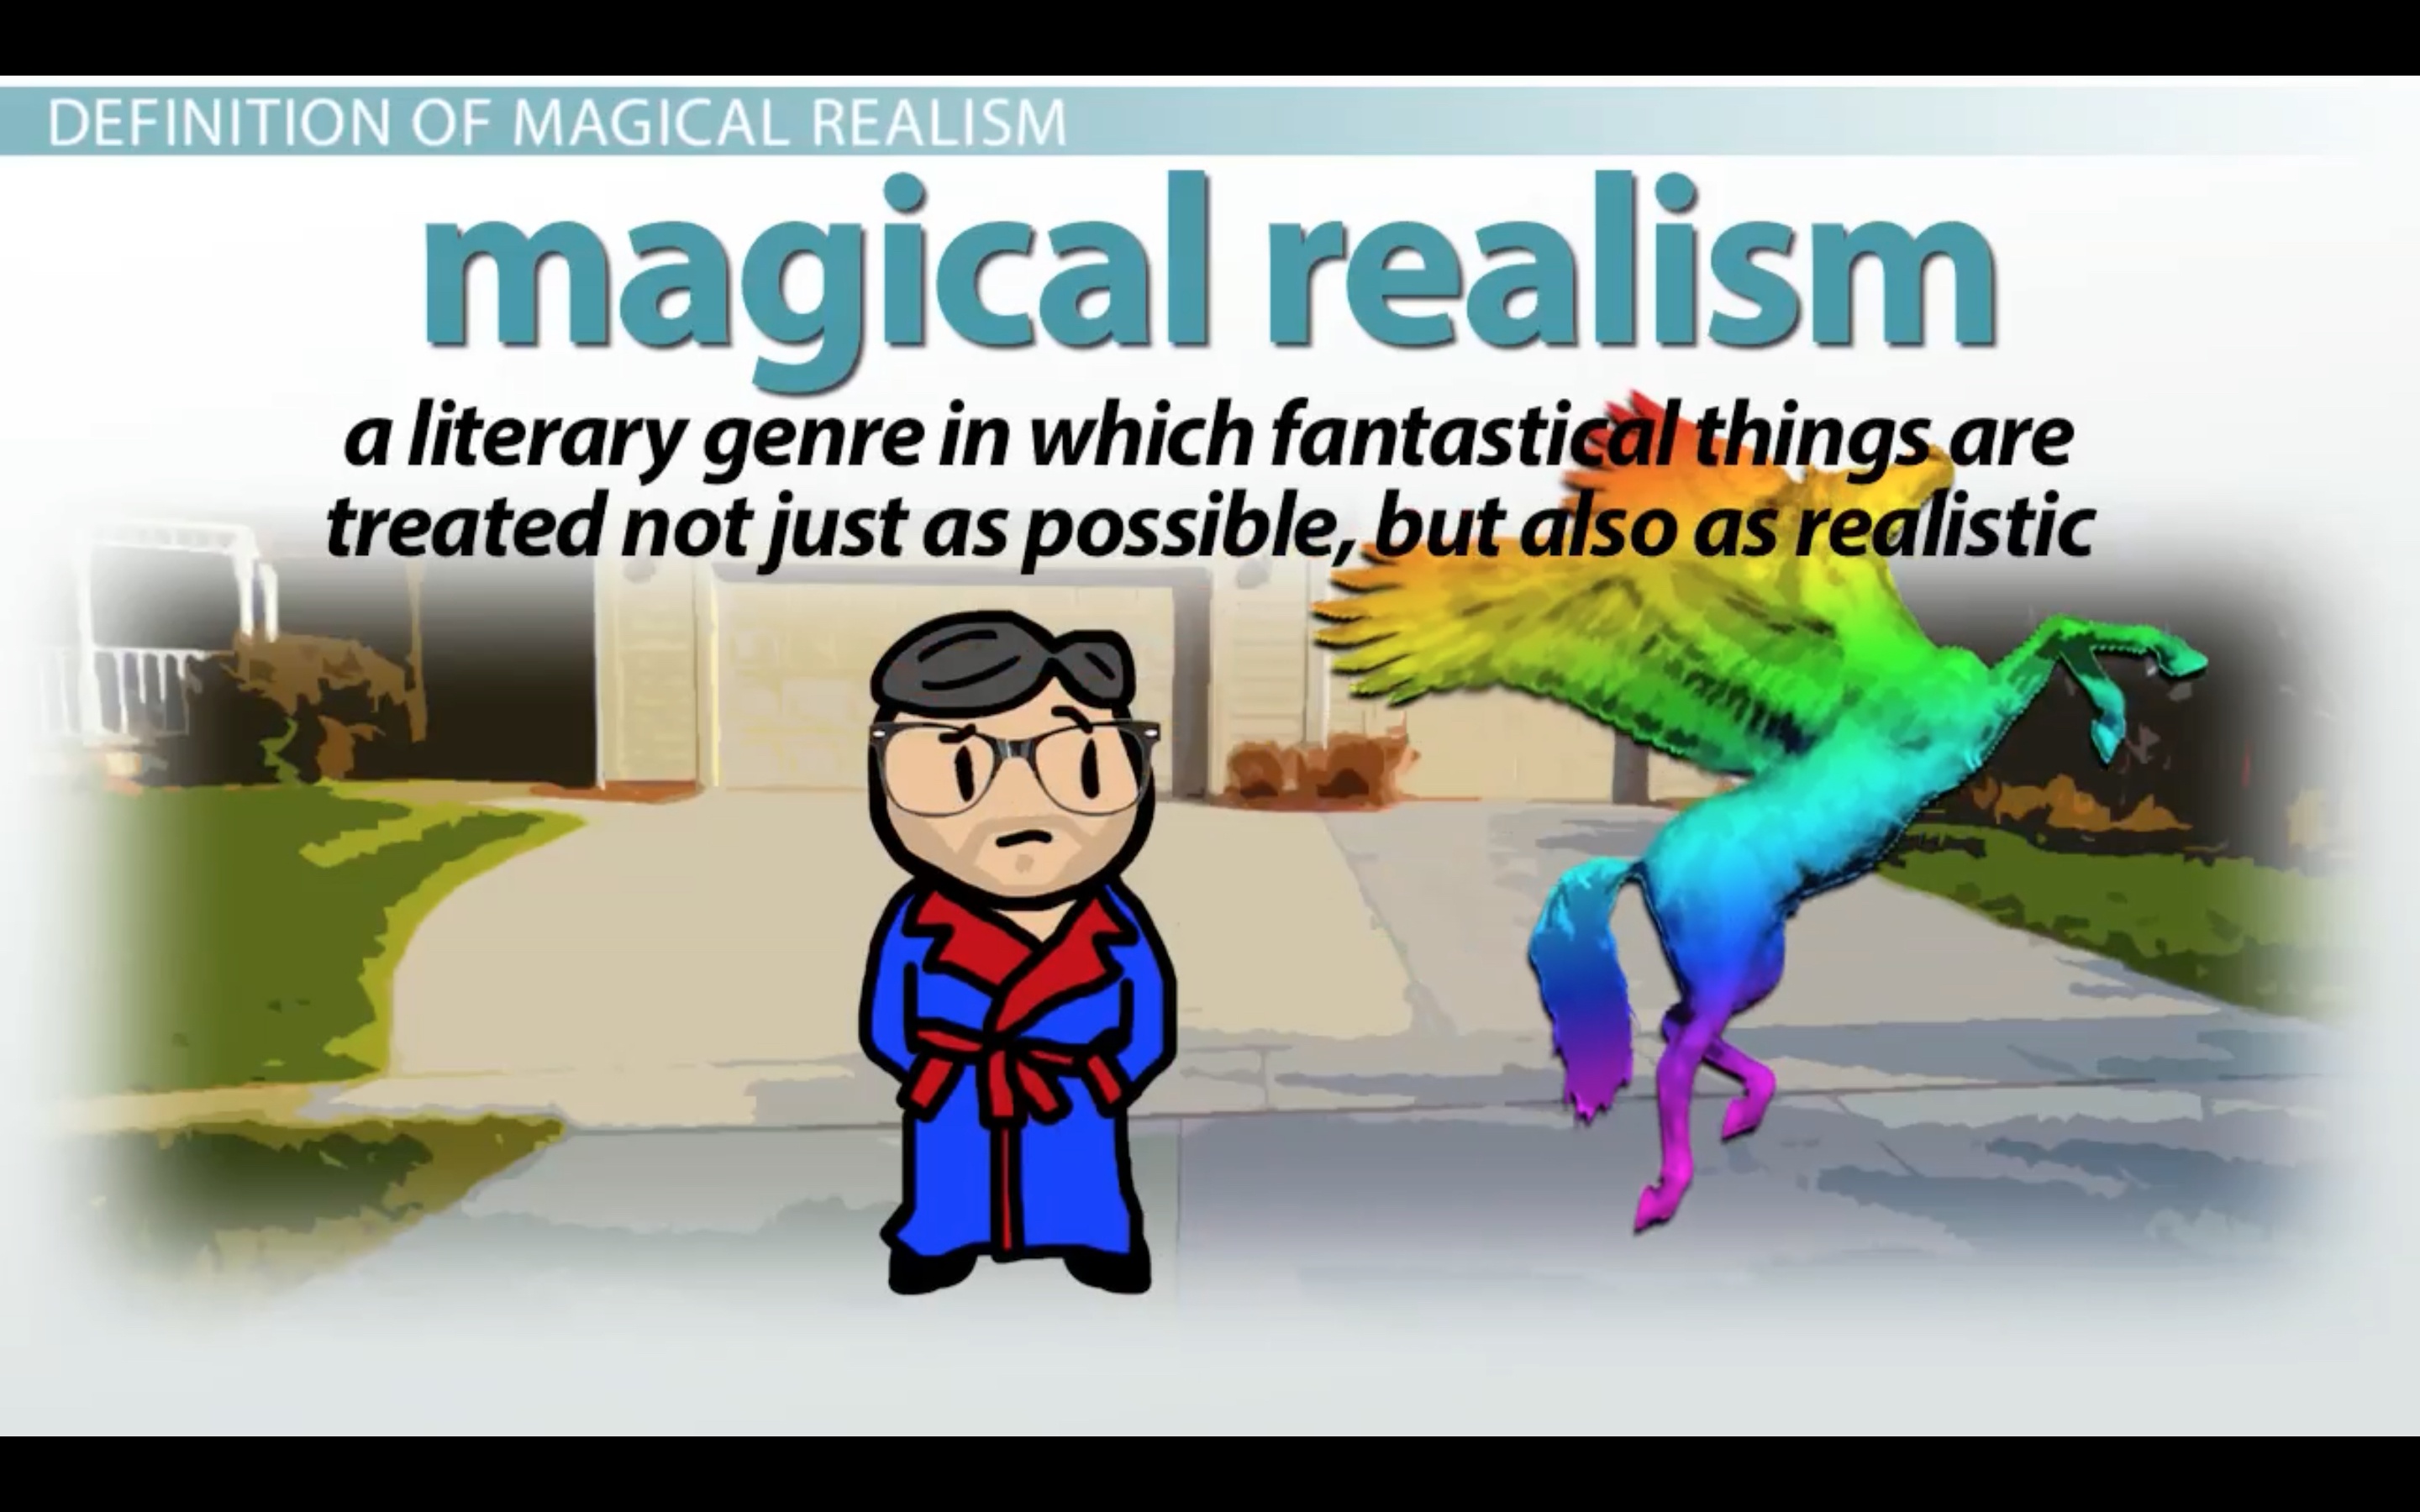 DEFINITION OF MAGICAL REALISM
magical realism
a literary genre in which fantastical things are
treated not just as possible, but also as realistic